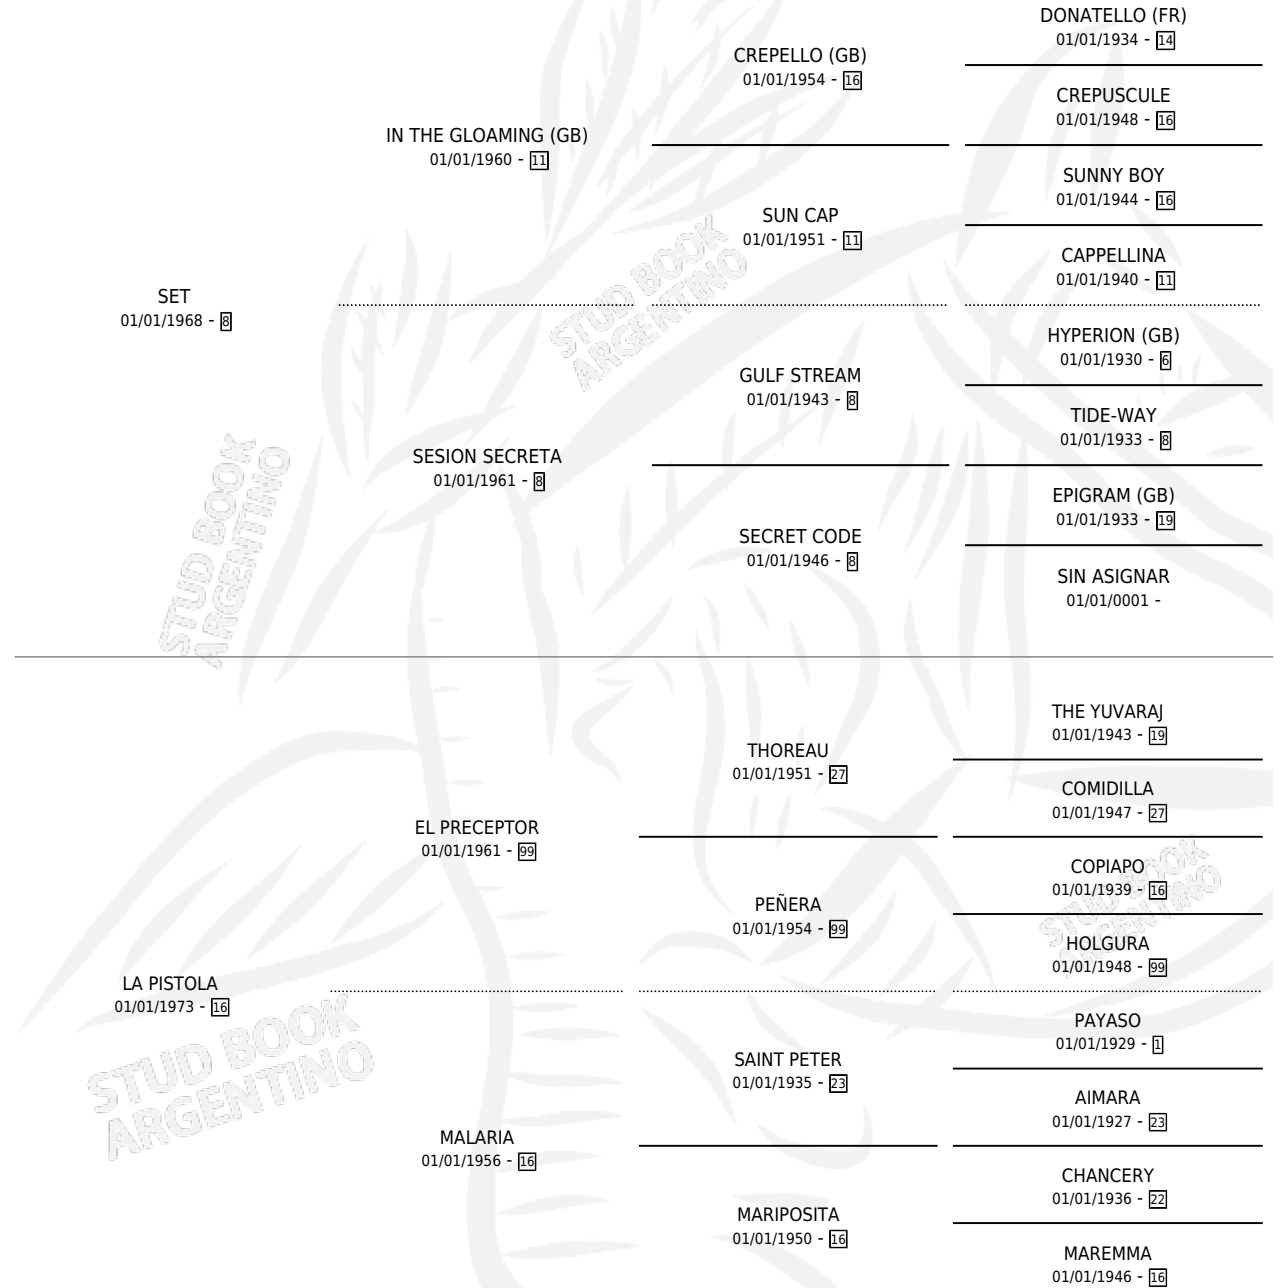 DONATELLO (FR)
01/01/1934 - 14
CREPELLO (GB)
01/01/1954 - 16
CREPUSCULE
01/01/1948 - 16
IN THE GLOAMING (GB)
01/01/1960 - 11
SUNNY BOY
01/01/1944 - 16
SUN CAP
01/01/1951 - 11
CAPPELLINA
01/01/1940 - 11
SET
01/01/1968 - 8
HYPERION (GB)
01/01/1930 - 6
GULF STREAM
01/01/1943 - 8
TIDE-WAY
01/01/1933 - 8
SESION SECRETA
01/01/1961 - 8
EPIGRAM (GB)
01/01/1933 - 19
SECRET CODE
01/01/1946 - 8
SIN ASIGNAR
01/01/0001 -
THE YUVARAJ
01/01/1943 - 19
THOREAU
01/01/1951 - 27
COMIDILLA
01/01/1947 - 27
EL PRECEPTOR
01/01/1961 - 99
COPIAPO
01/01/1939 - 16
PEÑERA
01/01/1954 - 99
HOLGURA
01/01/1948 - 99
LA PISTOLA
01/01/1973 - 16
PAYASO
01/01/1929 - 1
SAINT PETER
01/01/1935 - 23
AIMARA
01/01/1927 - 23
MALARIA
01/01/1956 - 16
CHANCERY
01/01/1936 - 22
MARIPOSITA
01/01/1950 - 16
MAREMMA
01/01/1946 - 16
STUD BOOK
ARGENTINO
STUD BOOK
ARGENTINO
STUD BOOK
ARGENTINO
STUD BOOK
ARGENTINO